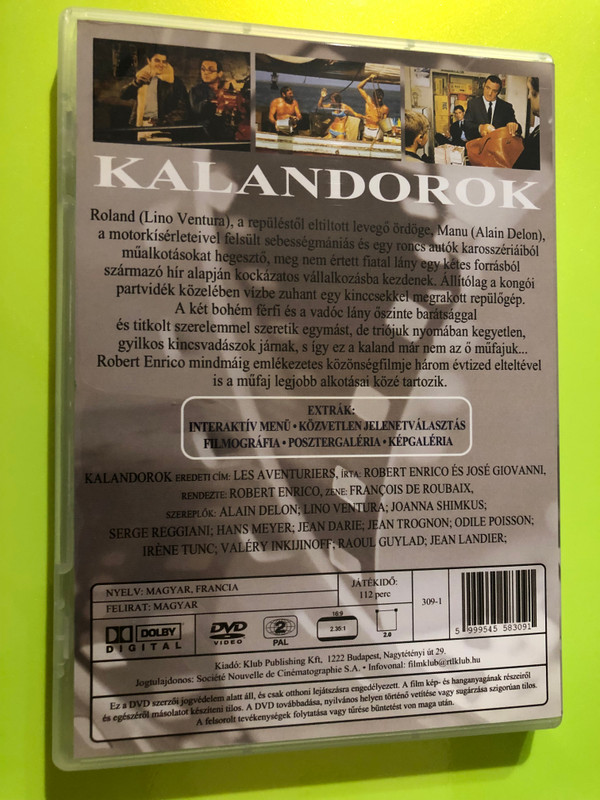 KALANDOROK
Roland (Lino Ventura), a repüléstől eltiltott levegő ördöge, Manu (Alain Delon),
a motorkísérleteivel felsült sebességmániás és egy roncs autók karosszériáiból
műalkotásokat hegesztő, meg nem értett fiatal lány egy kétes forrásból
származó hír alapján kockázatos vállalkozásba kezdenek. Állítólag a kongói
partvidék közelében vízbe zuhant egy kincsekkel megrakott repülőgép.
A két bohém férfi és a vadóc lány őszinte barátsággal
és titkolt szerelemmel szeretik egymást, de triójuk nyomában kegyetlen,
gyilkos kincsvadászok járnak, s így ez a kaland már nem az ő műfajuk...
Robert Enrico mindmáig emlékezetes közönségfilmje három évtized elteltével
is a műfaj legjobb alkotásai közé tartozik.
EXTRÁK:
INTERAKTÍV MENÜ • KÖZVETLEN JELENETVÁLASZTÁS
FILMOGRÁFIA • POSZTERGALÉRIA • KÉPGALÉRIA
KALANDOROK EREDETI CÍM: LES AVENTURIERS, ÍRTA: ROBERT ENRICO ÉS JOSÉ GIOVANNI,
RENDEZTE: ROBERT ENRICO, ZENE: FRANÇOIS DE ROUBAIX,
SZEREPLŐK: ALAIN DELON; LINO VENTURA; JOANNA SHIMKUS;
SERGE REGGIANI; HANS MEYER; JEAN DARIE; JEAN TROGNON; ODILE POISSON;
IRÈNE TUNC; VALÉRY INKIJINOFF; RAOUL GUYLAD; JEAN LANDIER;
NYELV: MAGYAR, FRANCIA
FELIRAT: MAGYAR
JÁTÉKIDŐ:
112 perc
309-1
5 999545 583091
DOLBY
DIGITAL
DVD
VIDEO
2
PAL
16:9
2.35:1
2.0
Kiadó: Klub Publishing Kft, 1222 Budapest, Nagytétényi út 29.
Jogtulajdonos: Société Nouvelle de Cinématographie S.A. • Infovonal: filmklub@rtlklub.hu
Ez a DVD szerzői jogvédelem alatt áll, és csak otthoni lejátszásra engedélyezett. A film kép- és hanganyagának részeiről
és egészéről másolatot készíteni tilos. A DVD továbbadása, nyilvános helyen történő vetítése vagy sugárzása szigorúan tilos.
A felsorolt tevékenységek folytatása vagy tűrése büntetést von maga után.